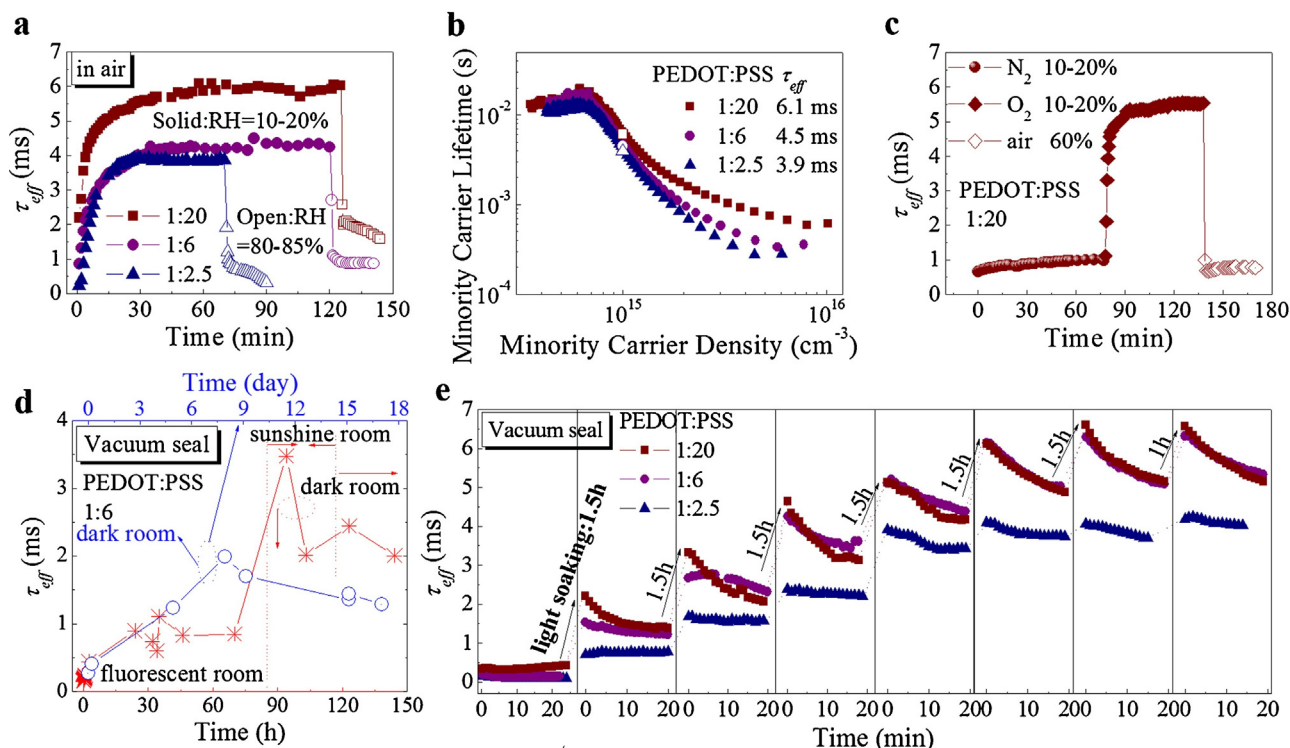 a
in air
Solid:RH=10-20%
Open:RH
=80-85%
1:20
1:6
1:2.5
τeff (ms)
0 1 2 3 4 5 6 7
0 30 60 90 120 150
Time (min)
b
PEDOT:PSS τeff
1:20 6.1 ms
1:6 4.5 ms
1:2.5 3.9 ms
Minority Carrier Lifetime (s)
10⁻² 10⁻³ 10⁻⁴
10¹⁵ 10¹⁶
Minority Carrier Density (cm⁻³)
c
N₂ 10-20%
O₂ 10-20%
air 60%
PEDOT:PSS
1:20
τeff (ms)
0 1 2 3 4 5 6 7
0 30 60 90 120 150 180
Time (min)
d
Time (day)
0 3 6 9 12 15 18
Vacuum seal
sunshine room
PEDOT:PSS
1:6
dark room
dark room
fluorescent room
τeff (ms)
0 1 2 3 4
0 30 60 90 120 150
Time (h)
e
PEDOT:PSS
Vacuum seal
1:20
1:6
1:2.5
light soaking:1.5h
1.5h
1.5h
1.5h
1.5h
1.5h
1h
τeff (ms)
0 1 2 3 4 5 6 7
0 10 20 0 10 20 0 10 20 0 10 20 0 10 20 0 10 20 0 10 20 0 10 20
Time (min)